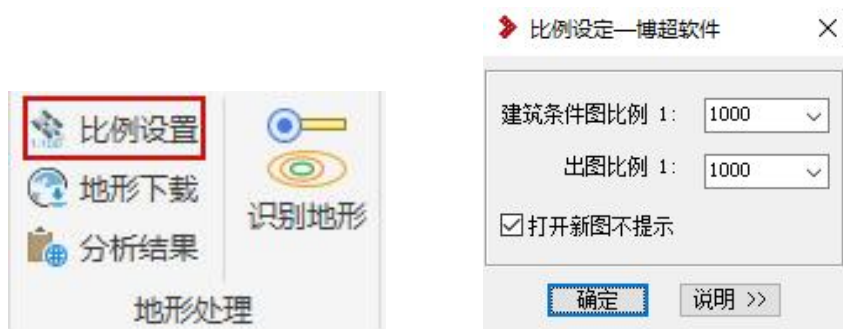 比例设置
地形下载
分析结果
识别地形
地形处理
比例设定—博超软件
建筑条件图比例 1: 1000
出图比例 1: 1000
打开新图不提示
确定
说明 >>